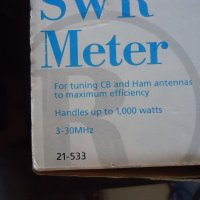 SWR
Meter
For tuning CB and Ham antennas
to maximum efficiency
Handles up to 1,000 watts
3-30MHz
21-533